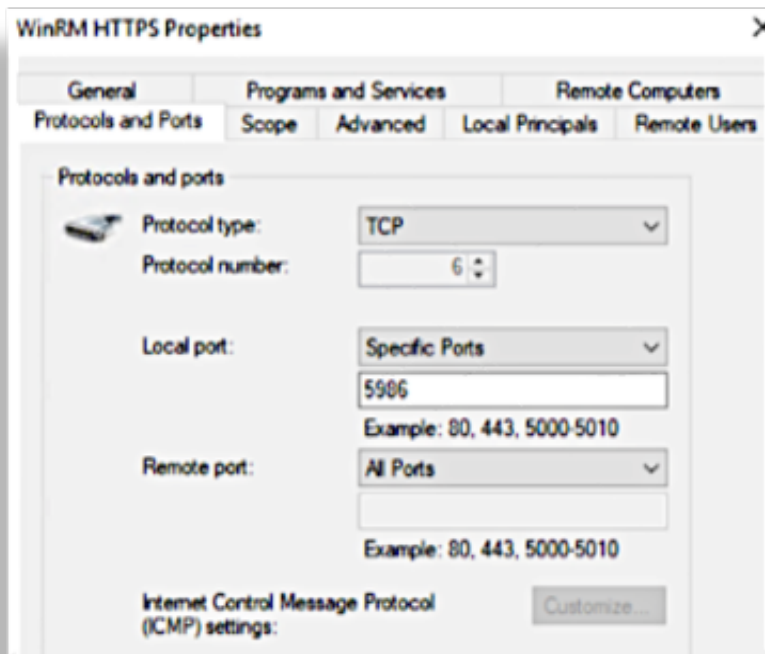 WinRM HTTPS Properties
General Programs and Services Remote Computers
Protocols and Ports Scope Advanced Local Principals Remote Users
Protocols and ports
Protocol type: TCP
Protocol number: 6
Local port: Specific Ports
5986
Example: 80, 443, 5000-5010
Remote port: All Ports
Example: 80, 443, 5000-5010
Internet Control Message Protocol
(ICMP) settings: Customize...